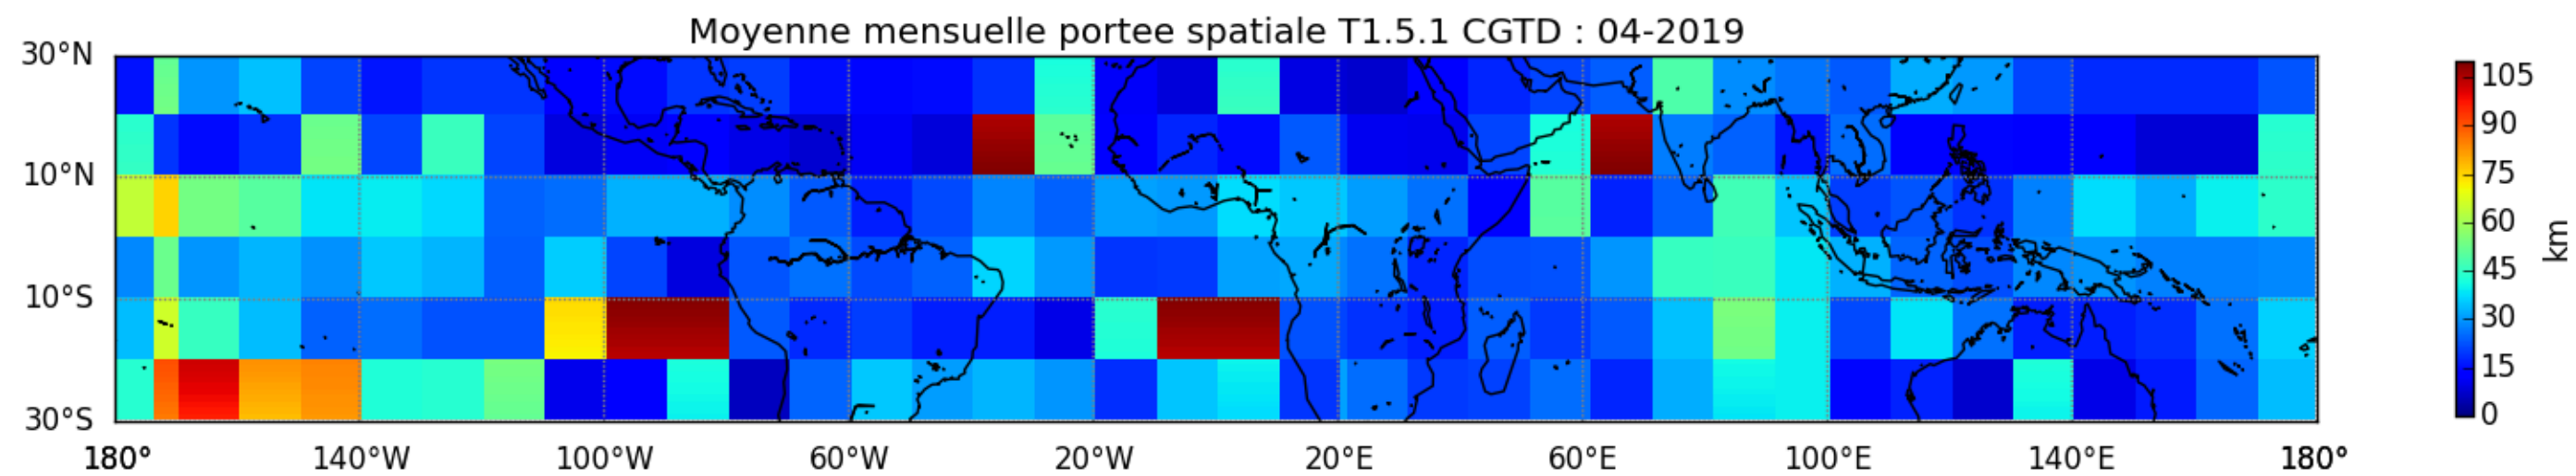 Moyenne mensuelle portee spatiale T1.5.1 CGTD : 04-2019
30°N
10°N
10°S
30°S
180° 140°W 100°W 60°W 20°W 20°E 60°E 100°E 140°E 180°
105
90
75
60
45
30
15
0
km